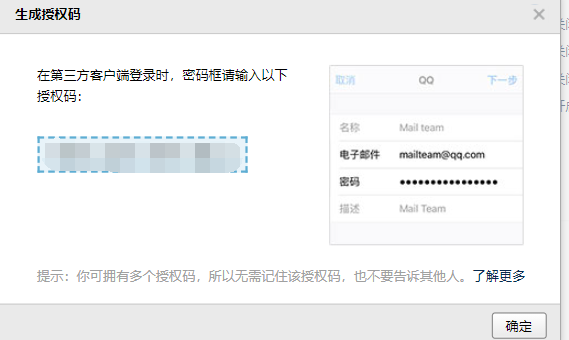 生成授权码
在第三方客户端登录时，密码框请输入以下
授权码：
取消 QQ 下一步
名称 Mail team
电子邮件 mailteam@qq.com
密码 ••••••••••••••••
描述 Mail Team
提示：你可拥有多个授权码，所以无需记住该授权码，也不要告诉其他人。了解更多
确定